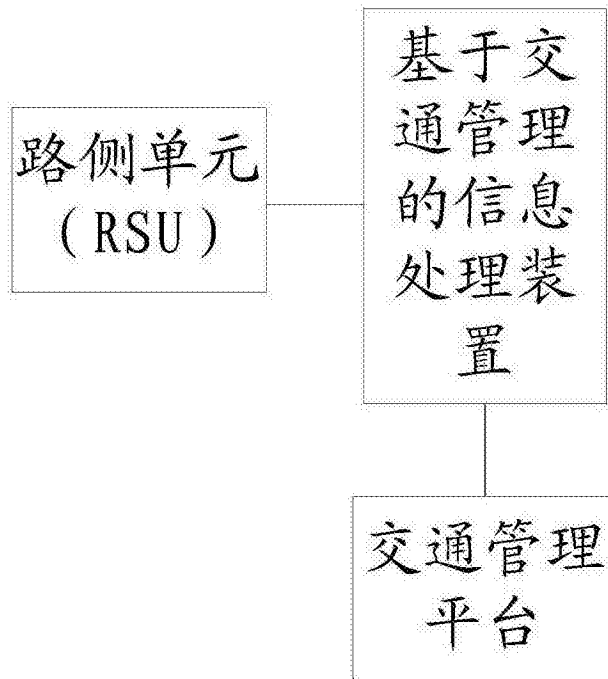 路侧单元
(RSU)
基于交
通管理
的信息
处理装
置
交通管理
平台